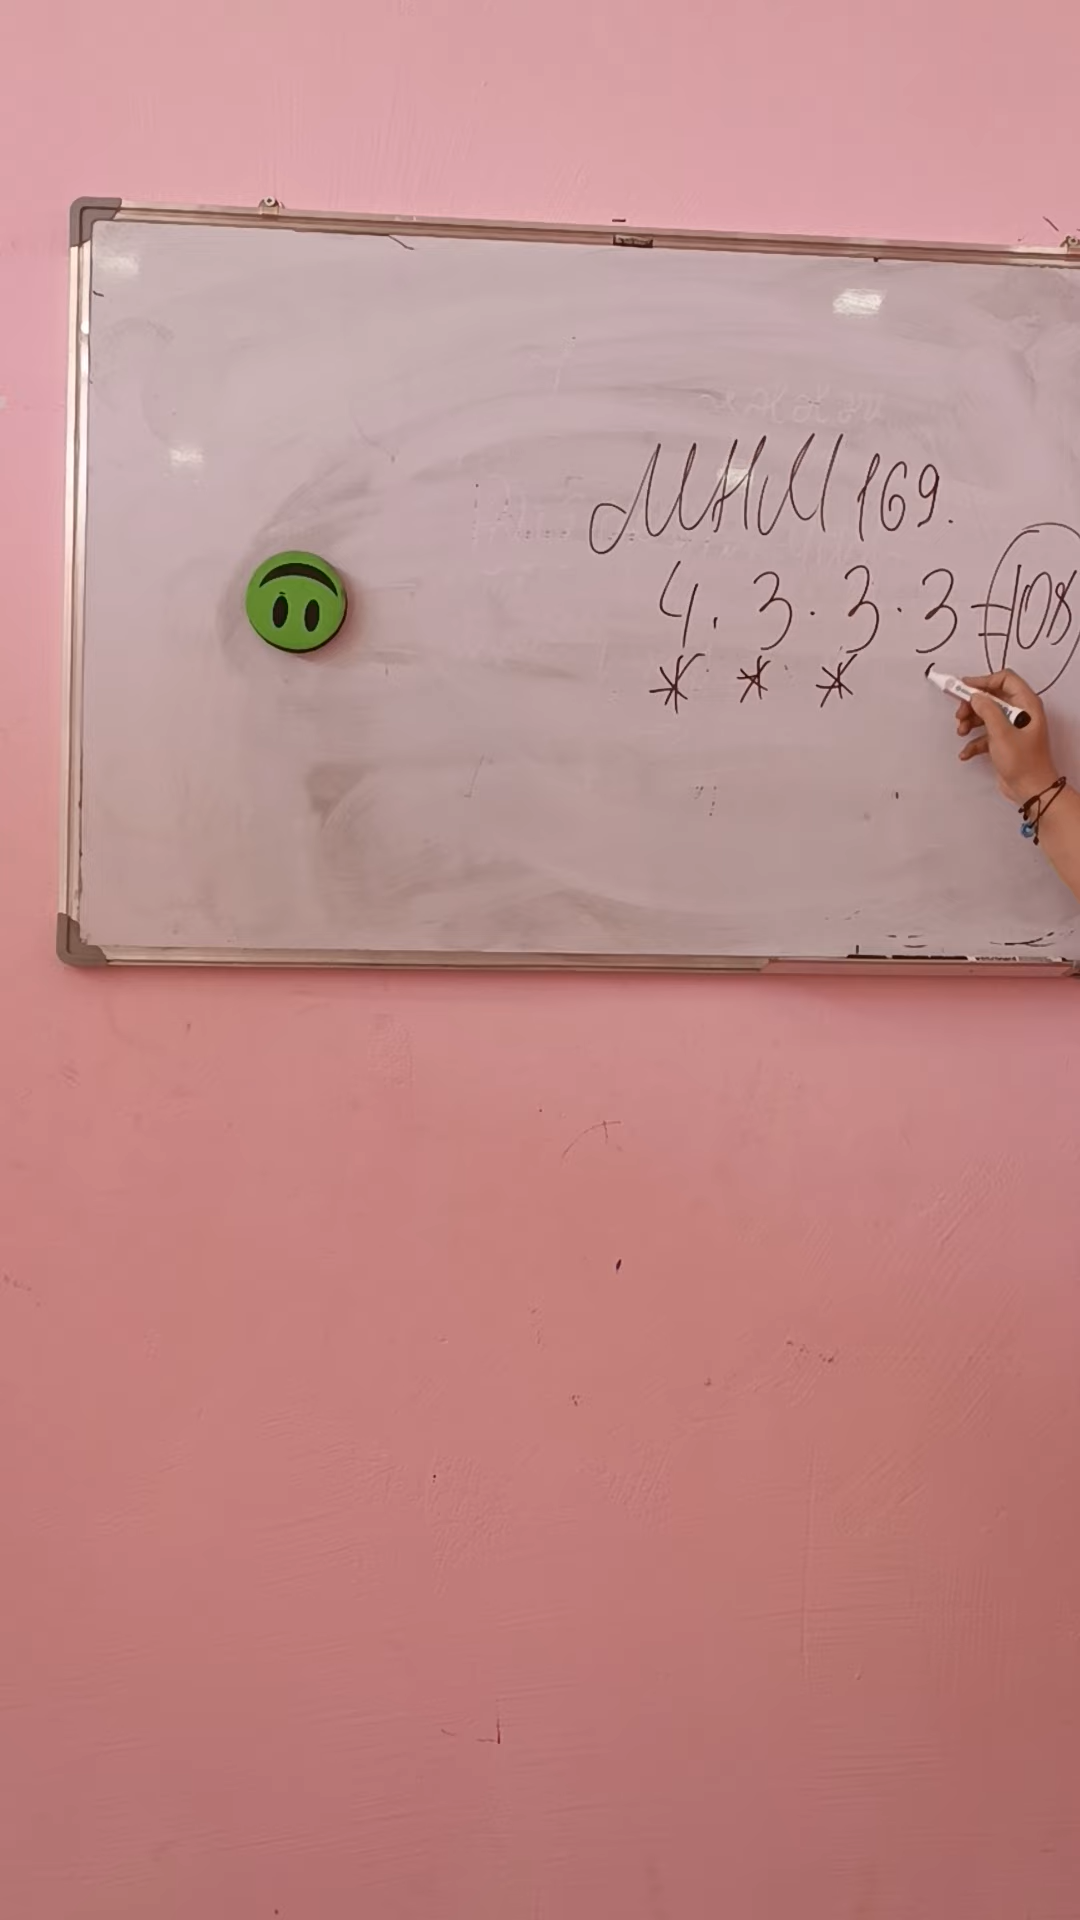 МНМ 169.
4 . 3 . 3 . 3 = 108
* * *